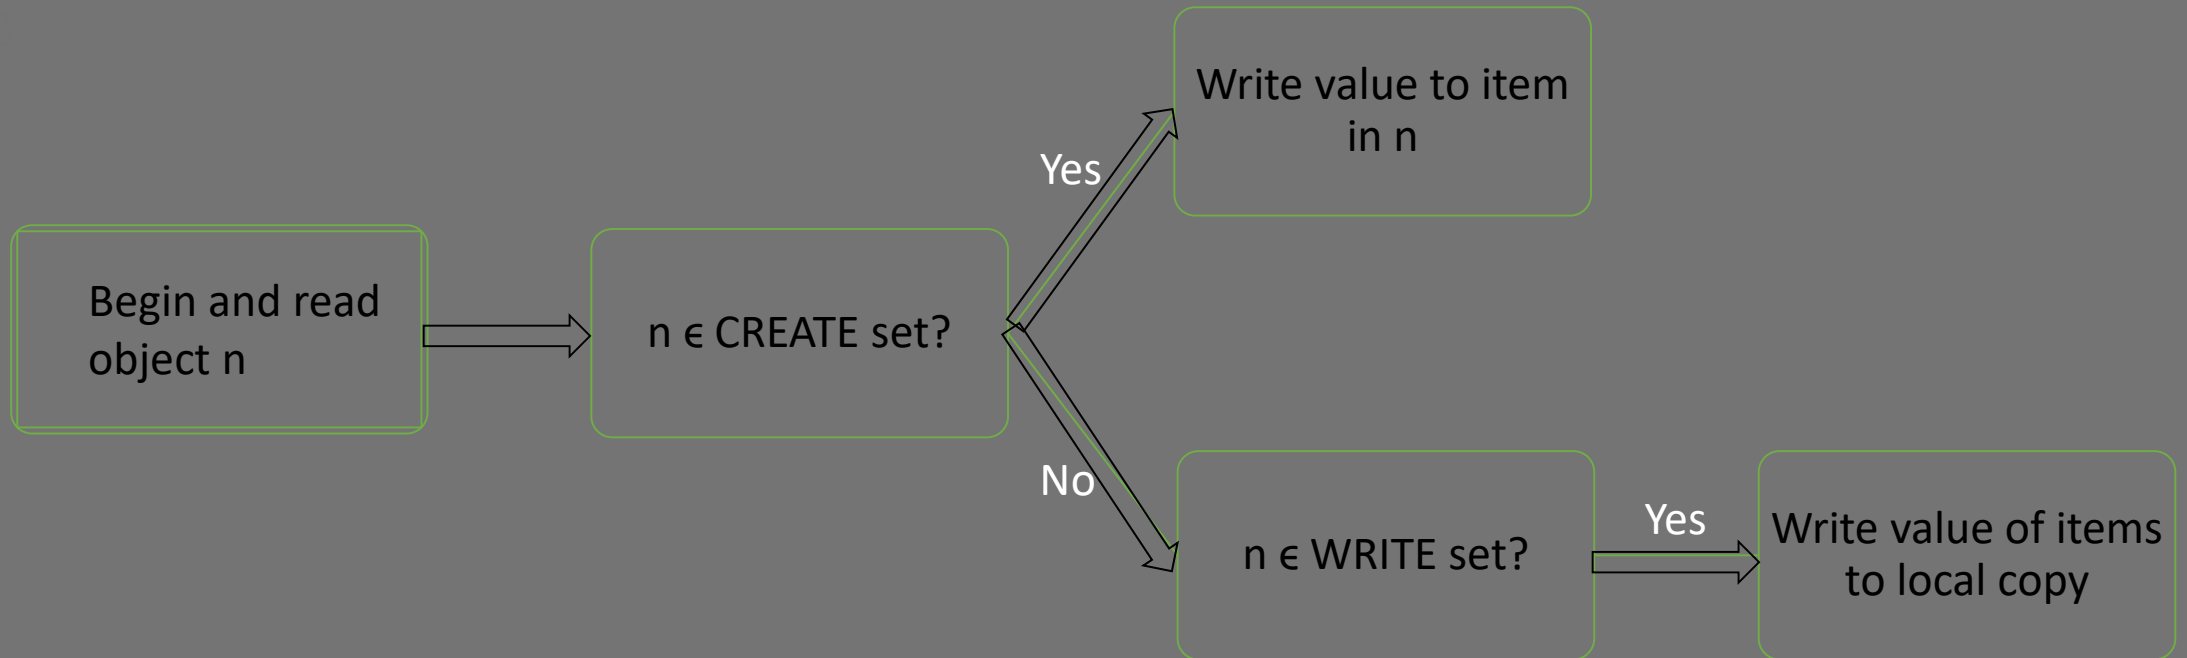 Begin and read
object n
n ϵ CREATE set?
Yes
Write value to item
in n
No
n ϵ WRITE set?
Yes
Write value of items
to local copy